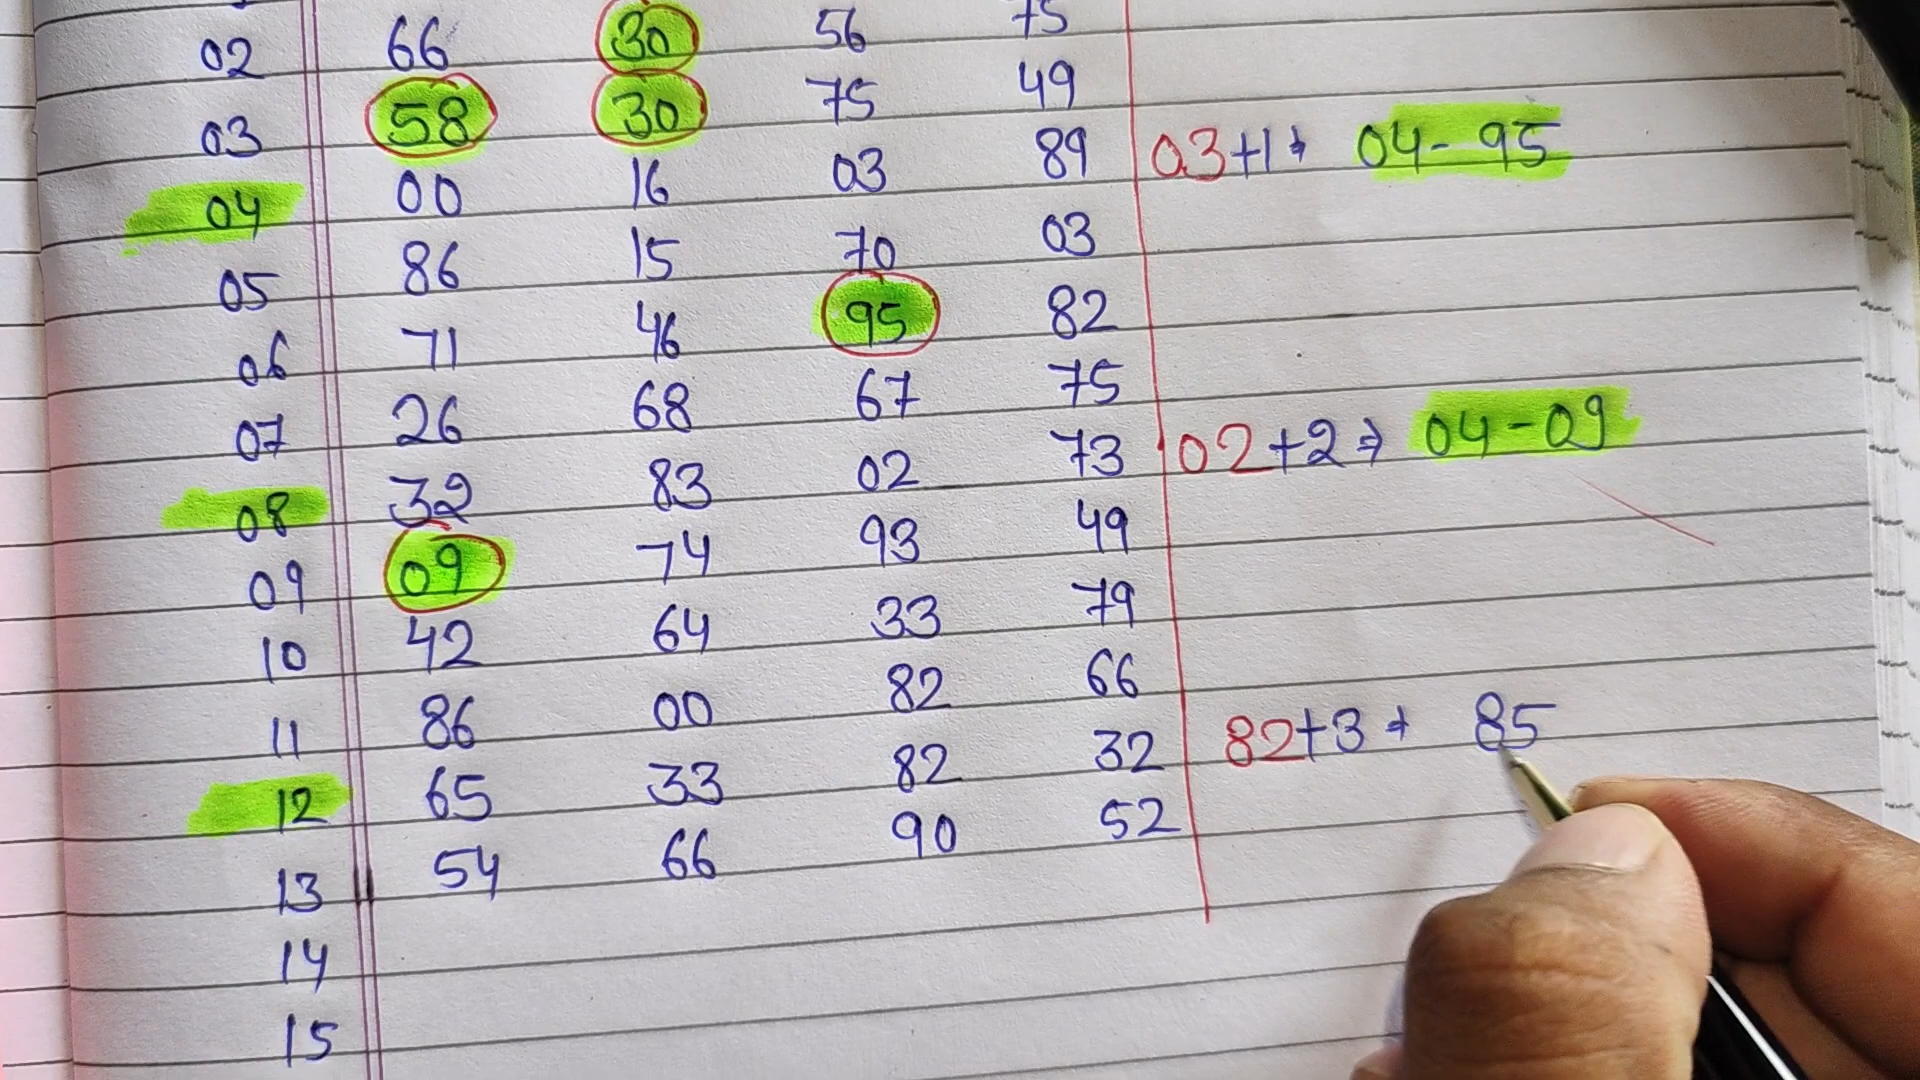 02 66 30 56 75
03 58 30 75 49
04 00 16 03 89 03+1→ 04-95
05 86 15 70 03
06 71 46 95 82
07 26 68 67 75
08 32 83 02 73 02+2⇒ 04-09
09 09 74 93 49
10 42 64 33 79
11 86 00 82 66
12 65 33 82 32 82+3→ 85
13 54 66 90 52
14
15